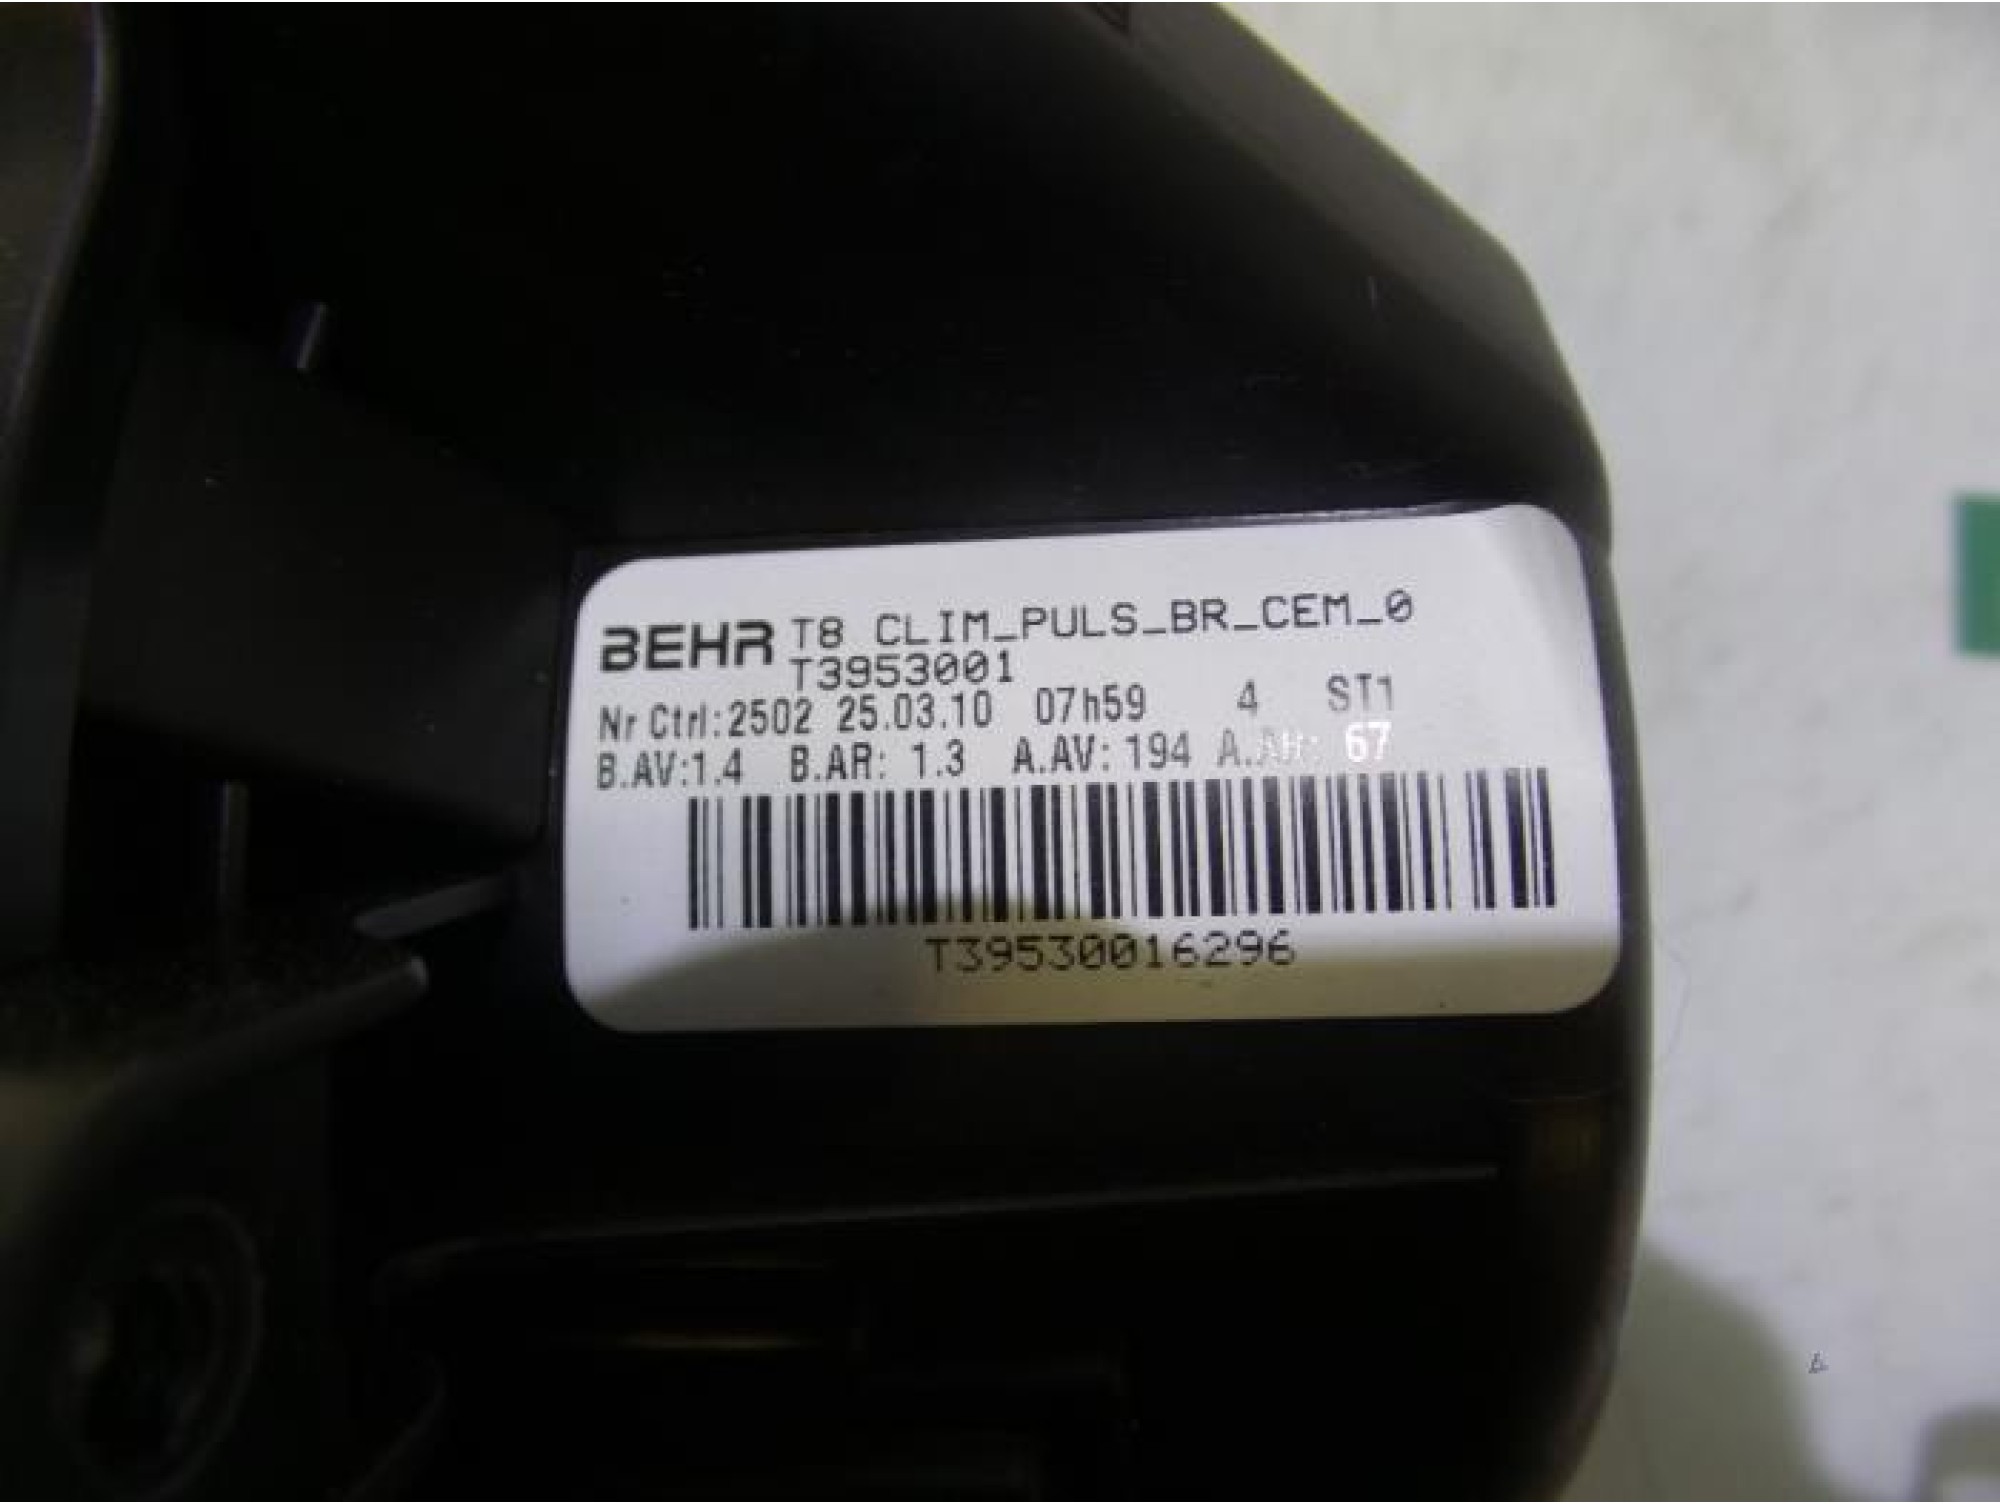 BEHR T8 CLIM_PULS_BR_CEM_0
T3953001
Nr Ctrl:2502 25.03.10 07h59 4 ST1
B.AV:1.4 B.AR: 1.3 A.AV: 194 A.AR: 67
T39530016296